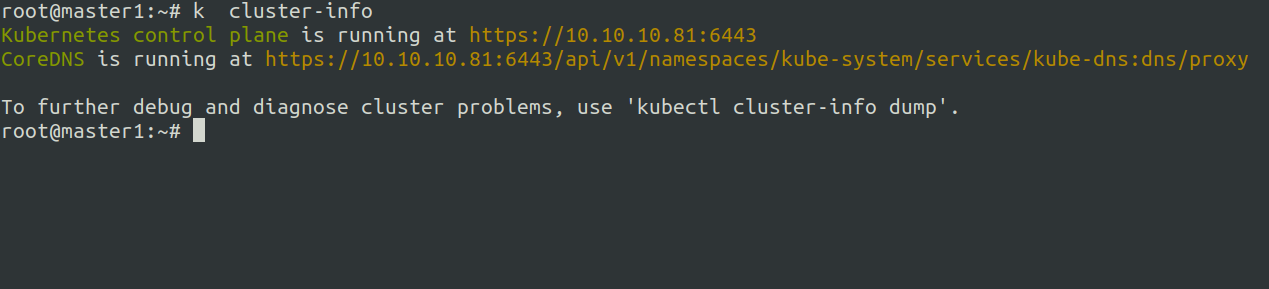 root@master1:~# k  cluster-info
Kubernetes control plane is running at https://10.10.10.81:6443
CoreDNS is running at https://10.10.10.81:6443/api/v1/namespaces/kube-system/services/kube-dns:dns/proxy
To further debug and diagnose cluster problems, use 'kubectl cluster-info dump'.
root@master1:~#